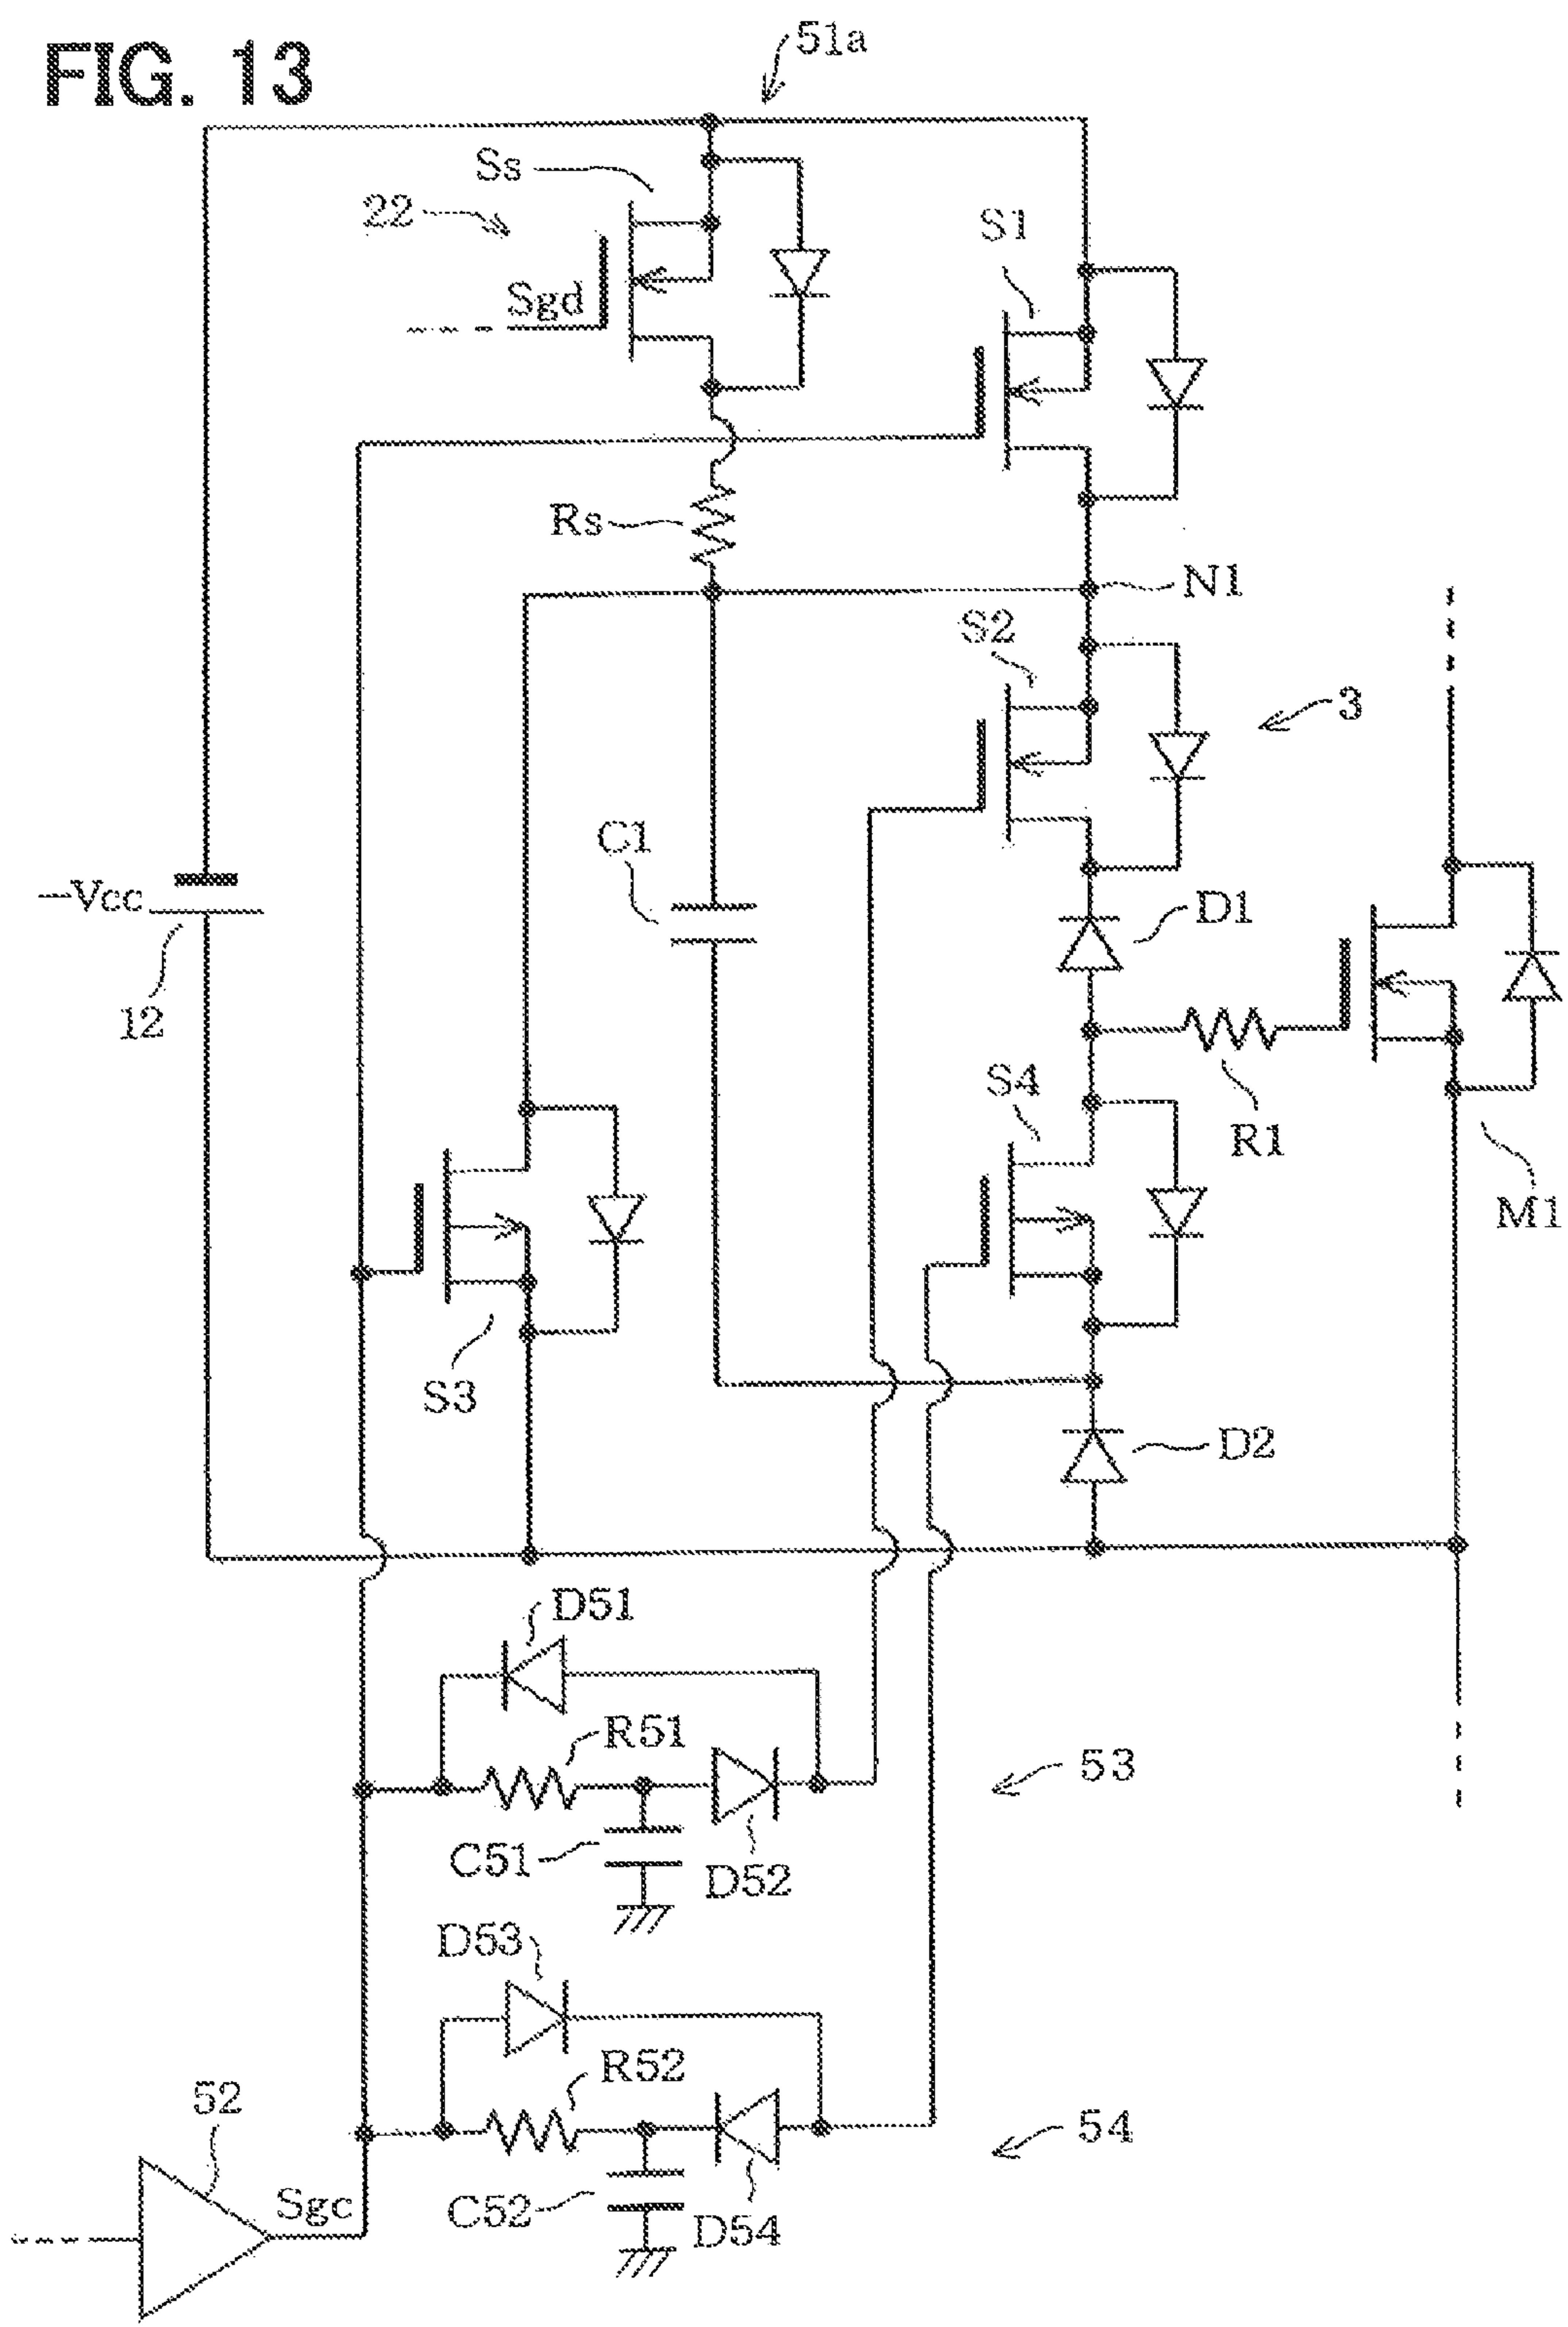 FIG. 13
51a
Ss
22
S1
Sgd
Rs
N1
S2
3
C1
–Vcc
D1
12
S4
R1
M1
S3
D2
D51
R51
53
C51
D52
D53
R52
52
54
Sgc
C52
D54